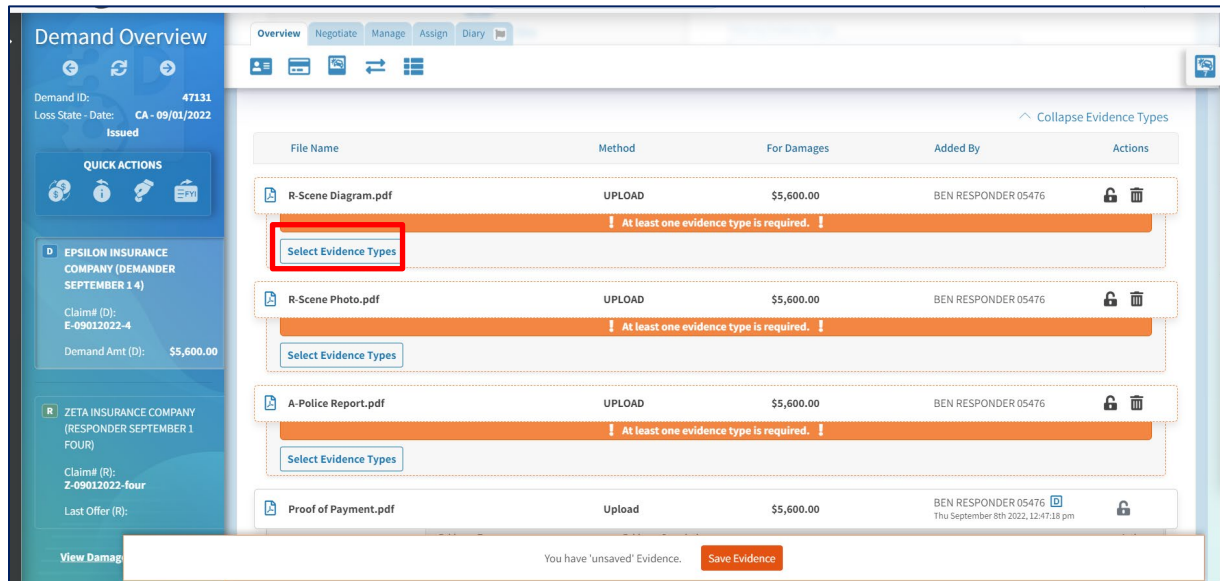 Demand Overview
Demand ID: 47131
Loss State - Date: CA - 09/01/2022
Issued
QUICK ACTIONS
FYI
D EPSILON INSURANCE
COMPANY (DEMANDER
SEPTEMBER 1 4)
Claim# (D):
E-09012022-4
Demand Amt (D): $5,600.00
R ZETA INSURANCE COMPANY
(RESPONDER SEPTEMBER 1
FOUR)
Claim# (R):
Z-09012022-four
Last Offer (R):
View Damag
Overview Negotiate Manage Assign Diary
Collapse Evidence Types
File Name Method For Damages Added By Actions
R-Scene Diagram.pdf UPLOAD $5,600.00 BEN RESPONDER 05476
! At least one evidence type is required. !
Select Evidence Types
R-Scene Photo.pdf UPLOAD $5,600.00 BEN RESPONDER 05476
! At least one evidence type is required. !
Select Evidence Types
A-Police Report.pdf UPLOAD $5,600.00 BEN RESPONDER 05476
! At least one evidence type is required. !
Select Evidence Types
Proof of Payment.pdf Upload $5,600.00 BEN RESPONDER 05476 D
Thu September 8th 2022, 12:47:18 pm
You have 'unsaved' Evidence. Save Evidence